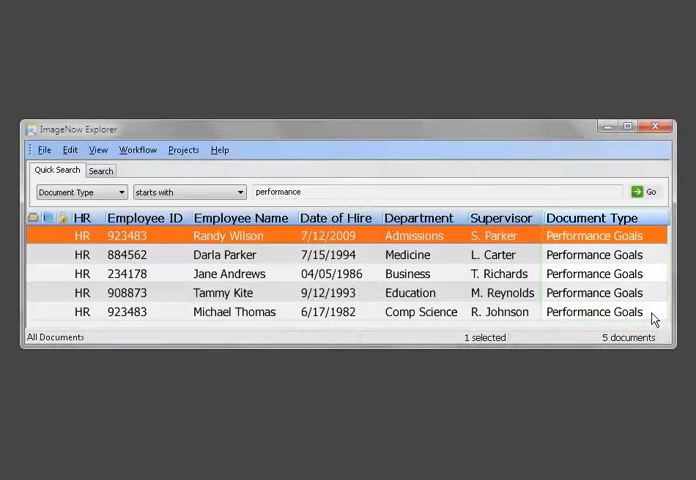 ImageNow Explorer
File Edit View Workflow Projects Help
Quick Search Search
Document Type starts with performance Go
HR Employee ID Employee Name Date of Hire Department Supervisor Document Type
HR 923483 Randy Wilson 7/12/2009 Admissions S. Parker Performance Goals
HR 884562 Darla Parker 7/15/1994 Medicine L. Carter Performance Goals
HR 234178 Jane Andrews 04/05/1986 Business T. Richards Performance Goals
HR 908873 Tammy Kite 9/12/1993 Education M. Reynolds Performance Goals
HR 923483 Michael Thomas 6/17/1982 Comp Science R. Johnson Performance Goals
All Documents 1 selected 5 documents